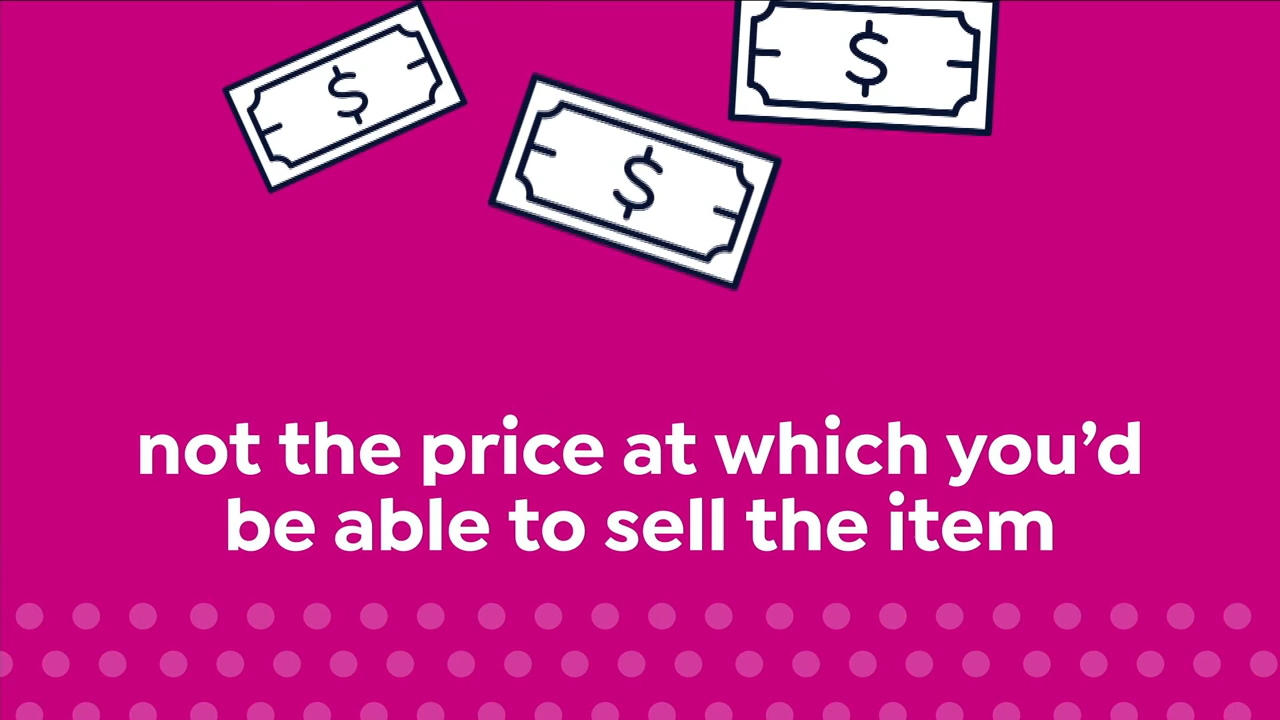 $
$
$
not the price at which you’d
be able to sell the item